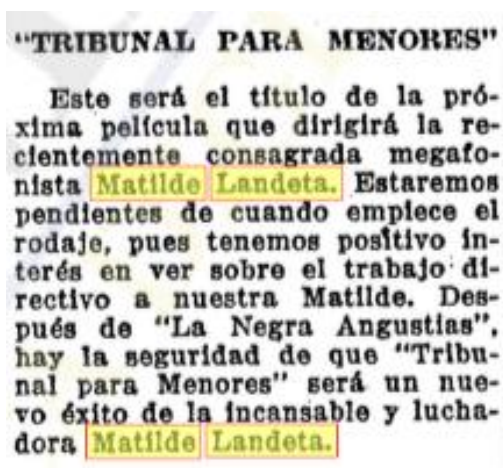 "TRIBUNAL PARA MENORES"
Este será el título de la pró-
xima película que dirigirá la re-
cientemente consagrada megafo-
nista Matilde Landeta. Estaremos
pendientes de cuando empiece el
rodaje, pues tenemos positivo in-
terés en ver sobre el trabajo di-
rectivo a nuestra Matilde. Des-
pués de "La Negra Angustias",
hay la seguridad de que "Tribu-
nal para Menores" será un nue-
vo éxito de la incansable y lucha-
dora Matilde Landeta.